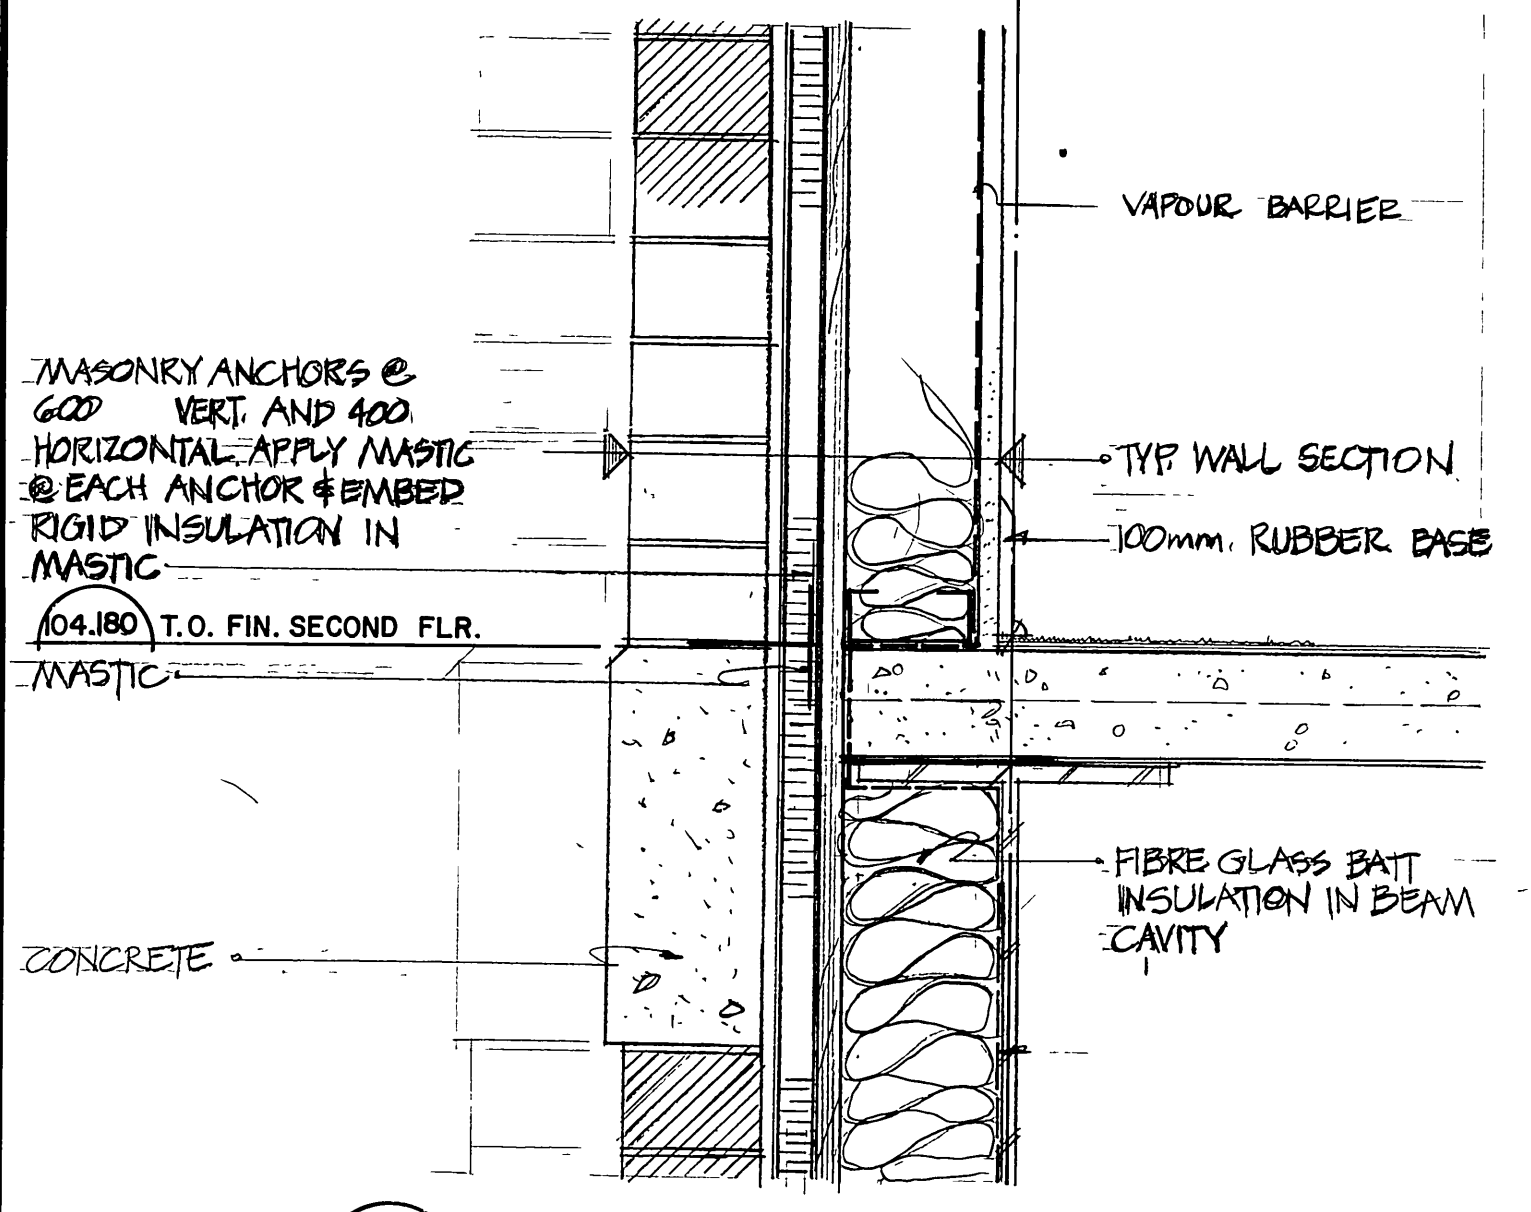 VAPOUR BARRIER
MASONRY ANCHORS @
600 VERT. AND 400
HORIZONTAL. APPLY MASTIC
@ EACH ANCHOR & EMBED
RIGID INSULATION IN
MASTIC
104.180 T.O. FIN. SECOND FLR.
MASTIC
CONCRETE
TYP. WALL SECTION
100mm. RUBBER BASE
FIBRE GLASS BATT
INSULATION IN BEAM
CAVITY